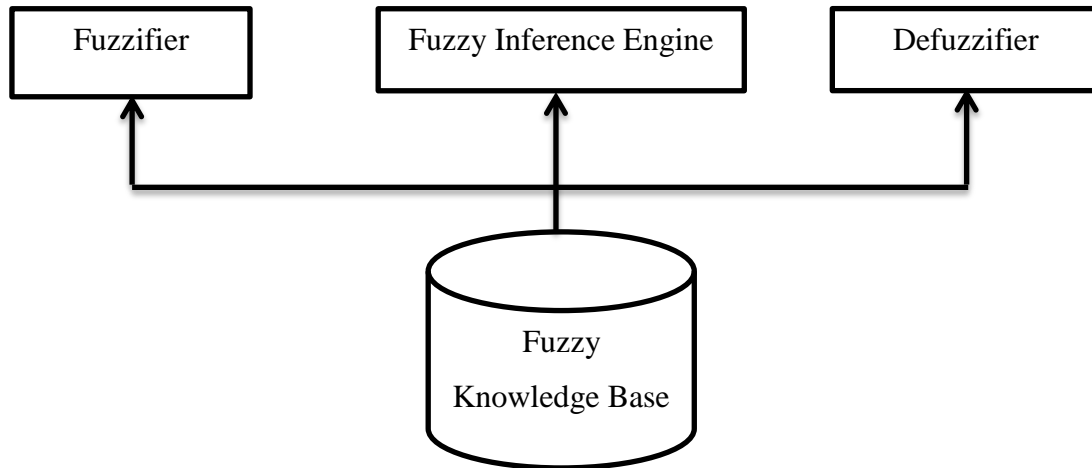 Fuzzifier
Fuzzy Inference Engine
Defuzzifier
Fuzzy
Knowledge Base